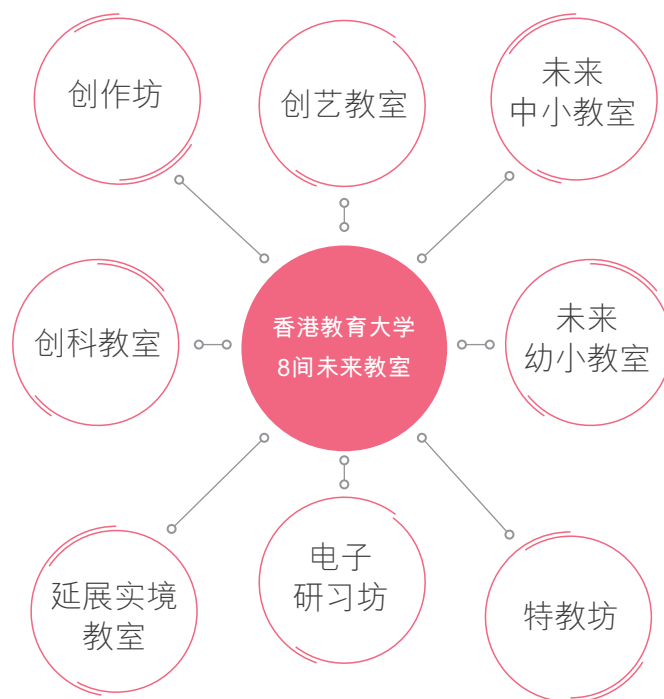 创作坊
创艺教室
未来
中小教室
创科教室
香港教育大学
8间未来教室
未来
幼小教室
延展实境
教室
电子
研习坊
特教坊